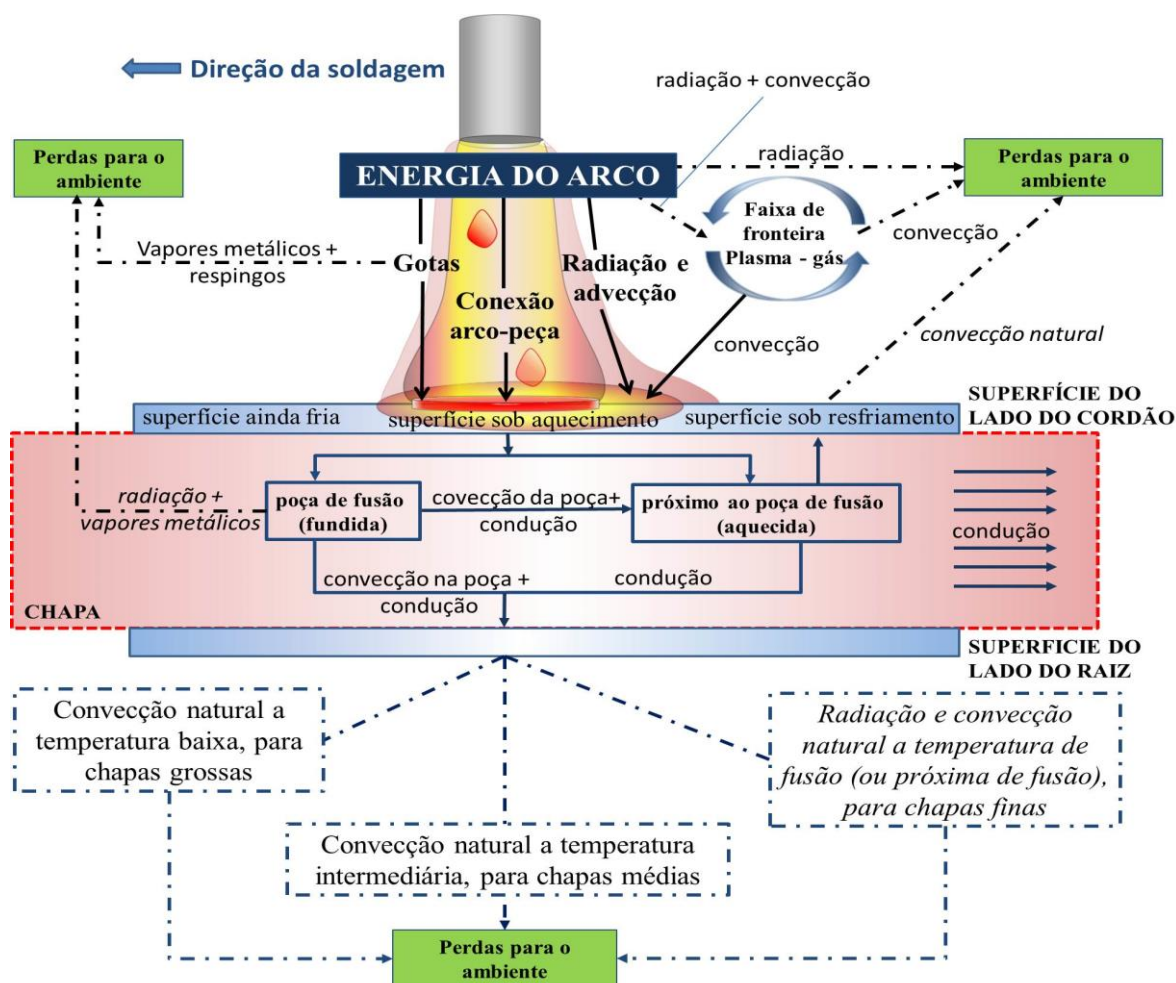 Direção da soldagem
radiação + convecção
Perdas para o
ambiente
ENERGIA DO ARCO
radiação
Perdas para o
ambiente
Faixa de
fronteira
Plasma - gás
convecção
Vapores metálicos +
respingos
Gotas
Radiação e
advecção
Conexão
arco-peça
convecção
convecção natural
superfície ainda fria
superfície sob aquecimento
superfície sob resfriamento
SUPERFÍCIE DO
LADO DO CORDÃO
radiação +
vapores metálicos
poça de fusão
(fundida)
covecção da poça+
condução
próximo ao poça de fusão
(aquecida)
condução
convecção na poça +
condução
condução
CHAPA
SUPERFICIE DO
LADO DO RAIZ
Convecção natural a
temperatura baixa, para
chapas grossas
Radiação e convecção
natural a temperatura de
fusão (ou próxima de fusão),
para chapas finas
Convecção natural a temperatura
intermediária, para chapas médias
Perdas para o
ambiente